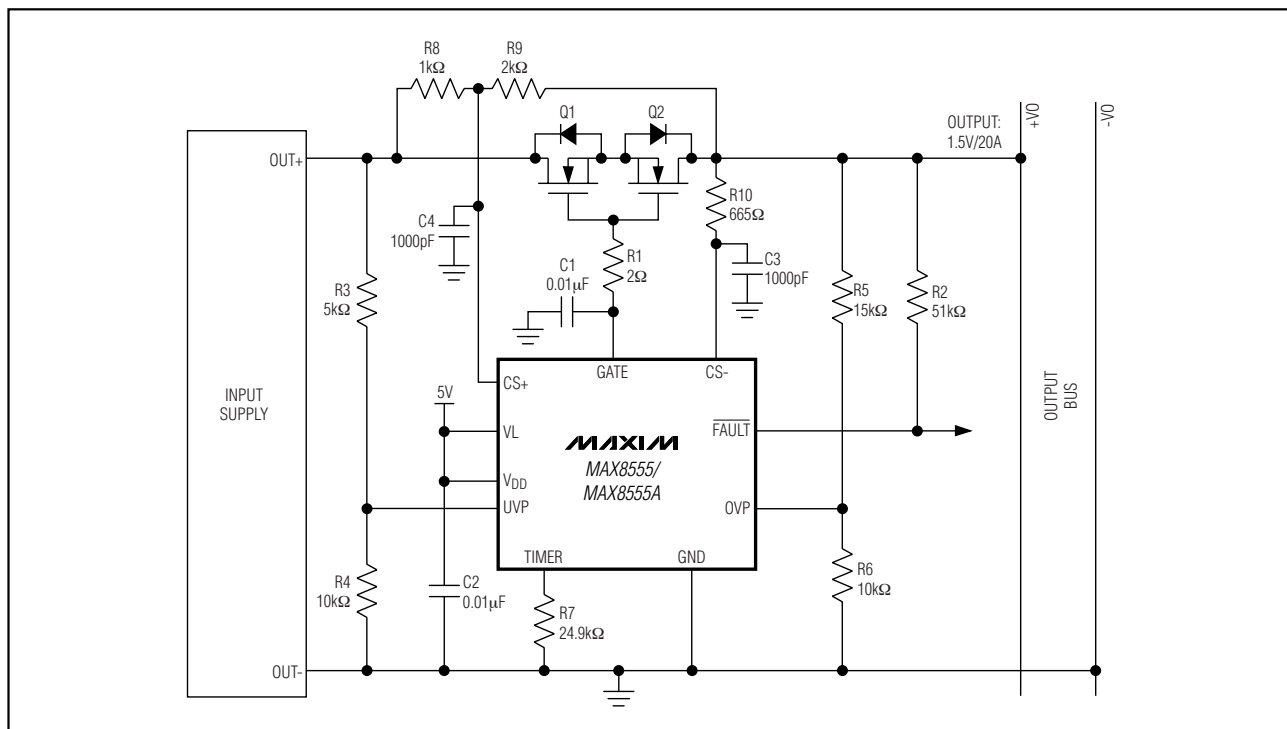 R8
1kΩ
R9
2kΩ
Q1
Q2
OUTPUT:
1.5V/20A
+VO
-VO
OUT+
R10
665Ω
C4
1000pF
R1
2Ω
C3
1000pF
C1
0.01µF
R3
5kΩ
R5
15kΩ
R2
51kΩ
INPUT
SUPPLY
GATE
CS-
CS+
5V
VL
MAXIM
FAULT
OUTPUT
BUS
MAX8555/
MAX8555A
VDD
UVP
OVP
TIMER
GND
R4
10kΩ
C2
0.01µF
R7
24.9kΩ
R6
10kΩ
OUT-